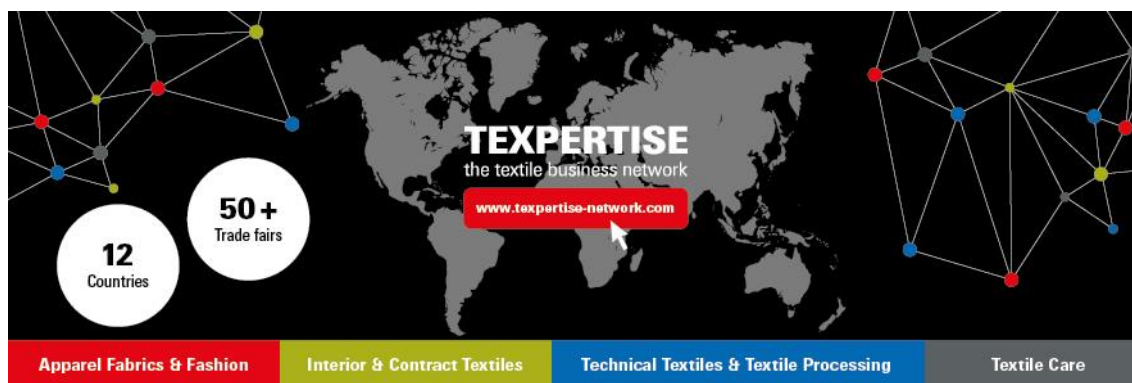 TEXPERTISE
the textile business network
www.texpertise-network.com
50+
Trade fairs
12
Countries
Apparel Fabrics & Fashion
Interior & Contract Textiles
Technical Textiles & Textile Processing
Textile Care